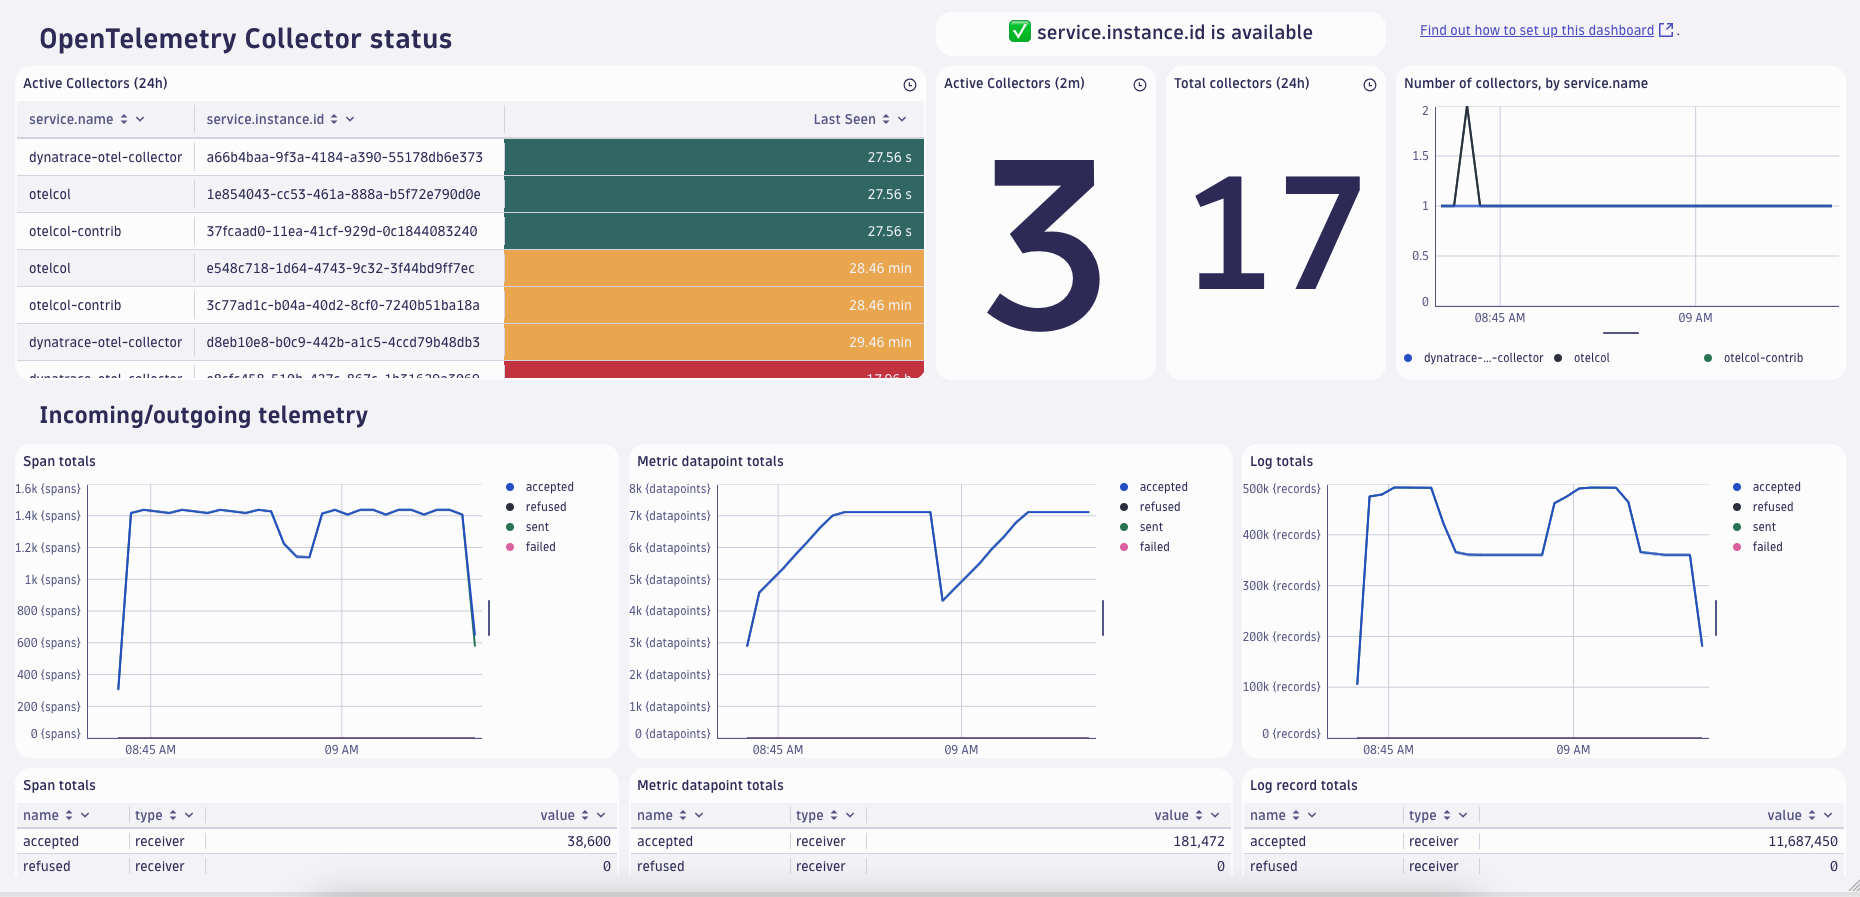 OpenTelemetry Collector status
✅ service.instance.id is available
Find out how to set up this dashboard .
Active Collectors (24h)
service.name service.instance.id Last Seen
dynatrace-otel-collector a66b4baa-9f3a-4184-a390-55178db6e373 27.56 s
otelcol 1e854043-cc53-461a-888a-b5f72e790d0e 27.56 s
otelcol-contrib 37fcaad0-11ea-41cf-929d-0c1844083240 27.56 s
otelcol e548c718-1d64-4743-9c32-3f44bd9ff7ec 28.46 min
otelcol-contrib 3c77ad1c-b04a-40d2-8cf0-7240b51ba18a 28.46 min
dynatrace-otel-collector d8eb10e8-b0c9-442b-a1c5-4ccd79b48db3 29.46 min
dynatrace-otel-collector
Active Collectors (2m)
3
Total collectors (24h)
17
Number of collectors, by service.name
2
1.5
1
0.5
0
08:45 AM 09 AM
dynatrace-...-collector otelcol otelcol-contrib
Incoming/outgoing telemetry
Span totals
1.6k {spans}
1.4k {spans}
1.2k {spans}
1k {spans}
800 {spans}
600 {spans}
400 {spans}
200 {spans}
0 {spans}
08:45 AM 09 AM
accepted
refused
sent
failed
Metric datapoint totals
8k {datapoints}
7k {datapoints}
6k {datapoints}
5k {datapoints}
4k {datapoints}
3k {datapoints}
2k {datapoints}
1k {datapoints}
0 {datapoints}
08:45 AM 09 AM
accepted
refused
sent
failed
Log totals
500k {records}
400k {records}
300k {records}
200k {records}
100k {records}
0 {records}
08:45 AM 09 AM
accepted
refused
sent
failed
Span totals
name type value
accepted receiver 38,600
refused receiver 0
Metric datapoint totals
name type value
accepted receiver 181,472
refused receiver 0
Log record totals
name type value
accepted receiver 11,687,450
refused receiver 0